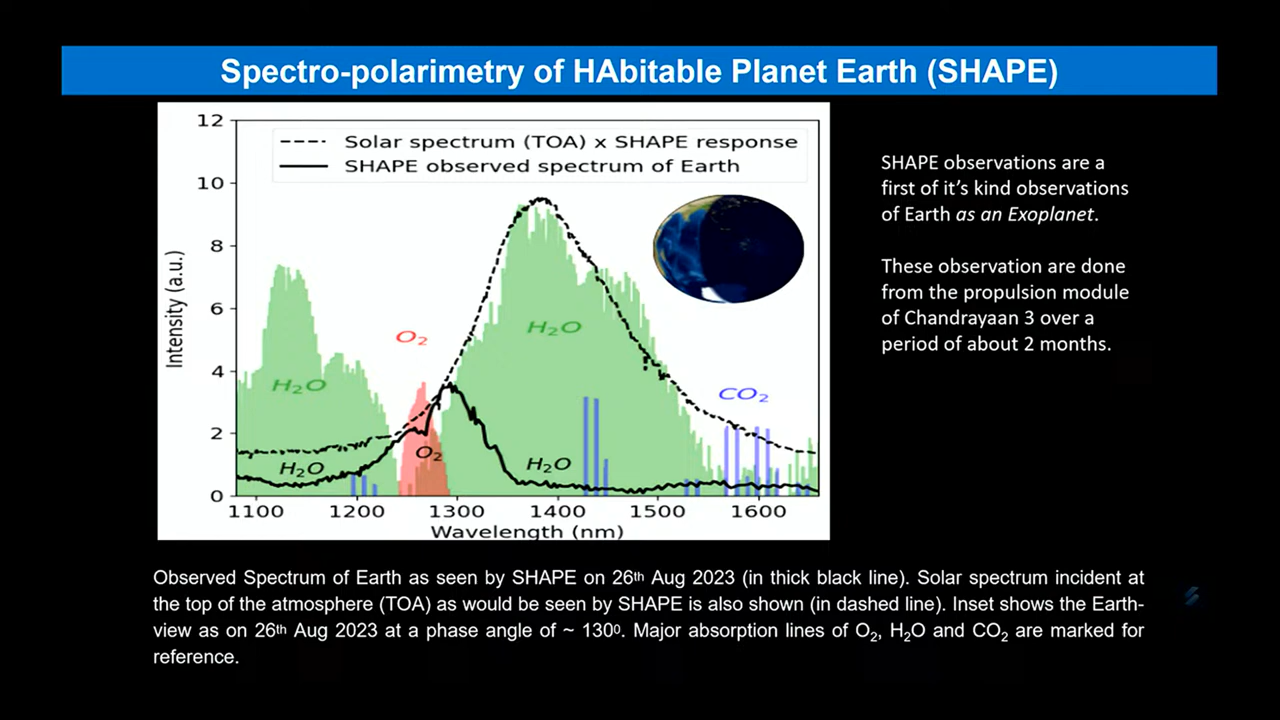 Spectro-polarimetry of HAbitable Planet Earth (SHAPE)
12
10
8
6
4
2
0
Intensity (a.u.)
Solar spectrum (TOA) x SHAPE response
SHAPE observed spectrum of Earth
O₂
H₂O
H₂O
CO₂
H₂O
O₂
H₂O
1100 1200 1300 1400 1500 1600
Wavelength (nm)
SHAPE observations are a
first of it’s kind observations
of Earth as an Exoplanet.
These observation are done
from the propulsion module
of Chandrayaan 3 over a
period of about 2 months.
Observed Spectrum of Earth as seen by SHAPE on 26th Aug 2023 (in thick black line). Solar spectrum incident at
the top of the atmosphere (TOA) as would be seen by SHAPE is also shown (in dashed line). Inset shows the Earth-
view as on 26th Aug 2023 at a phase angle of ~ 130⁰. Major absorption lines of O₂, H₂O and CO₂ are marked for
reference.